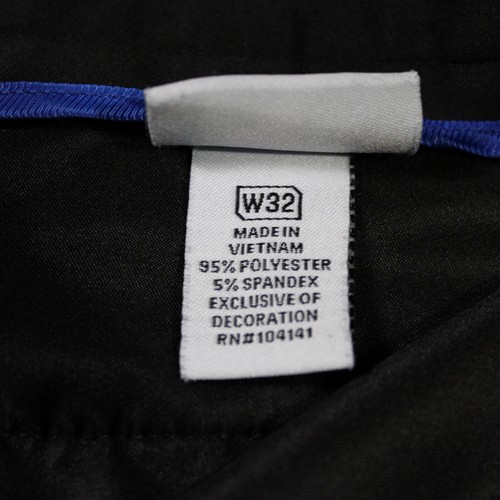 W32
MADE IN
VIETNAM
95% POLYESTER
5% SPANDEX
EXCLUSIVE OF
DECORATION
RN#104141